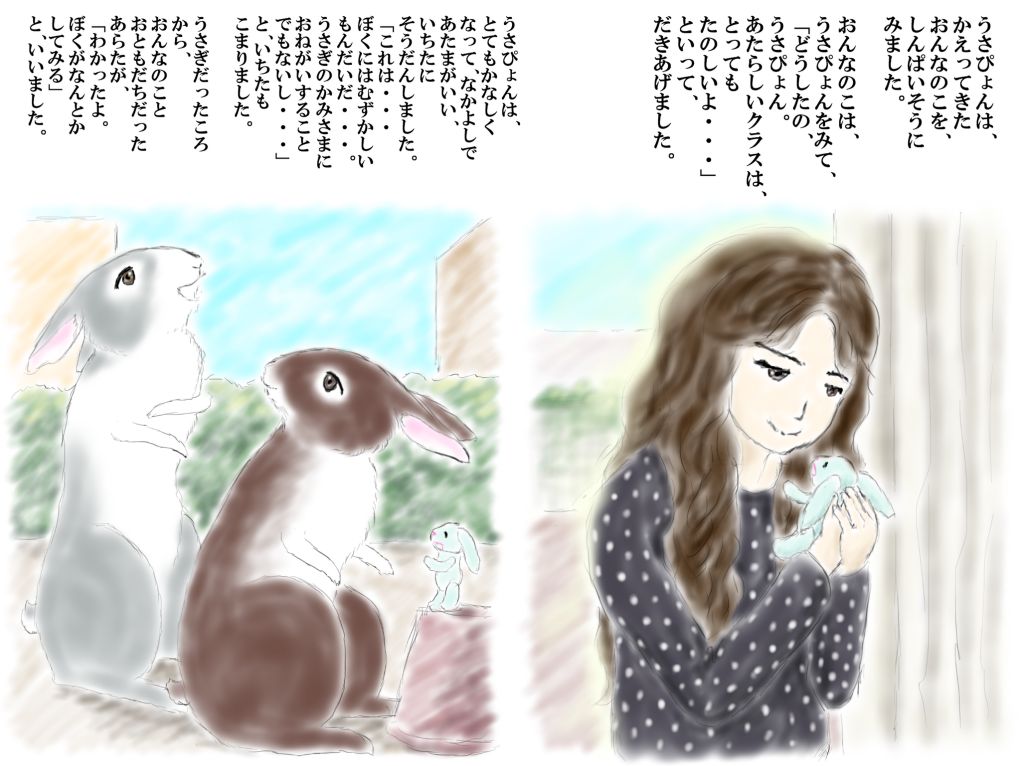 うさぴょんは、
かえってきた
おんなのこを、
しんぱいそうに
みました。
おんなのこは、
うさぴょんをみて、
「どうしたの、
うさぴょん。
あたらしいクラスは、
とっても
たのしいよ・・・」
といって、
だきあげました。
うさぴょんは、
とてもかなしく
なって、なかよしで
あたまがいい、
いちたに
そうだんしました。
「これは・・・
ぼくにはむずかしい
もんだいだ・・・。
うさぎのかみさまに
おねがいすること
でもないし・・・」
と、いちたも
こまりました。
うさぎだったころ
から、
おんなのこと
おともだちだった
あらたが、
「わかったよ。
ぼくがなんとか
してみる」
と、いいました。